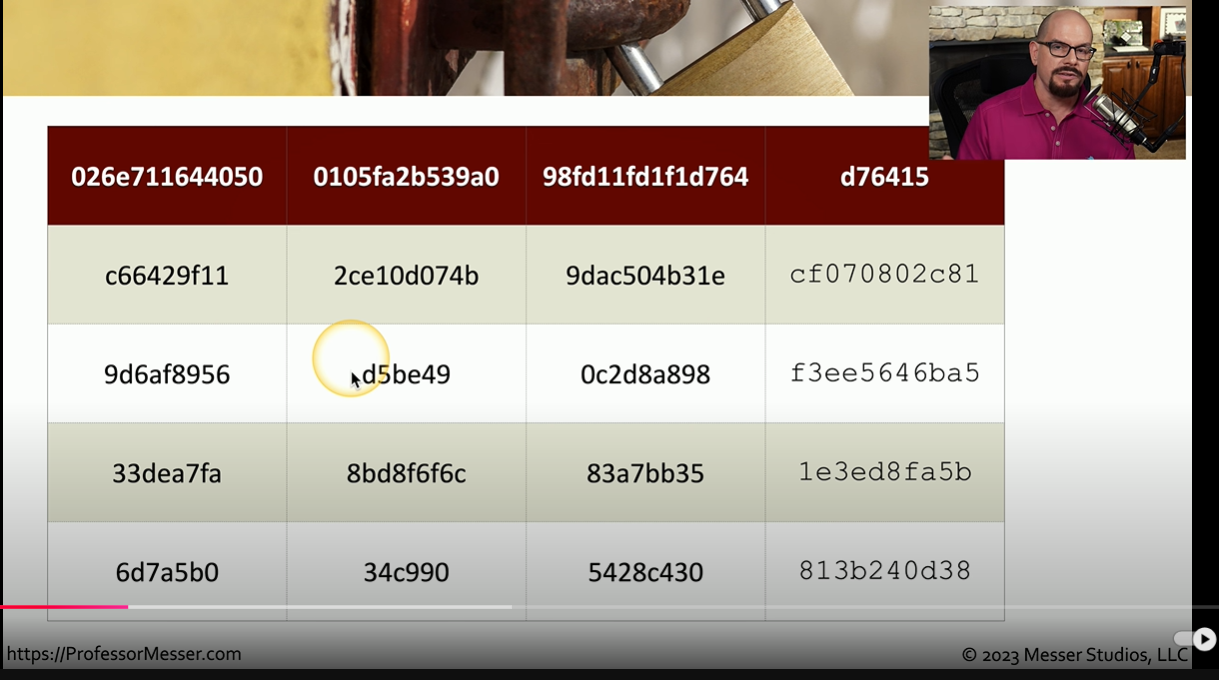 026e711644050 0105fa2b539a0 98fd11fd1f1d764 d76415
c66429f11 2ce10d074b 9dac504b31e cf070802c81
9d6af8956 d5be49 0c2d8a898 f3ee5646ba5
33dea7fa 8bd8f6f6c 83a7bb35 1e3ed8fa5b
6d7a5b0 34c990 5428c430 813b240d38
https://ProfessorMesser.com © 2023 Messer Studios, LLC